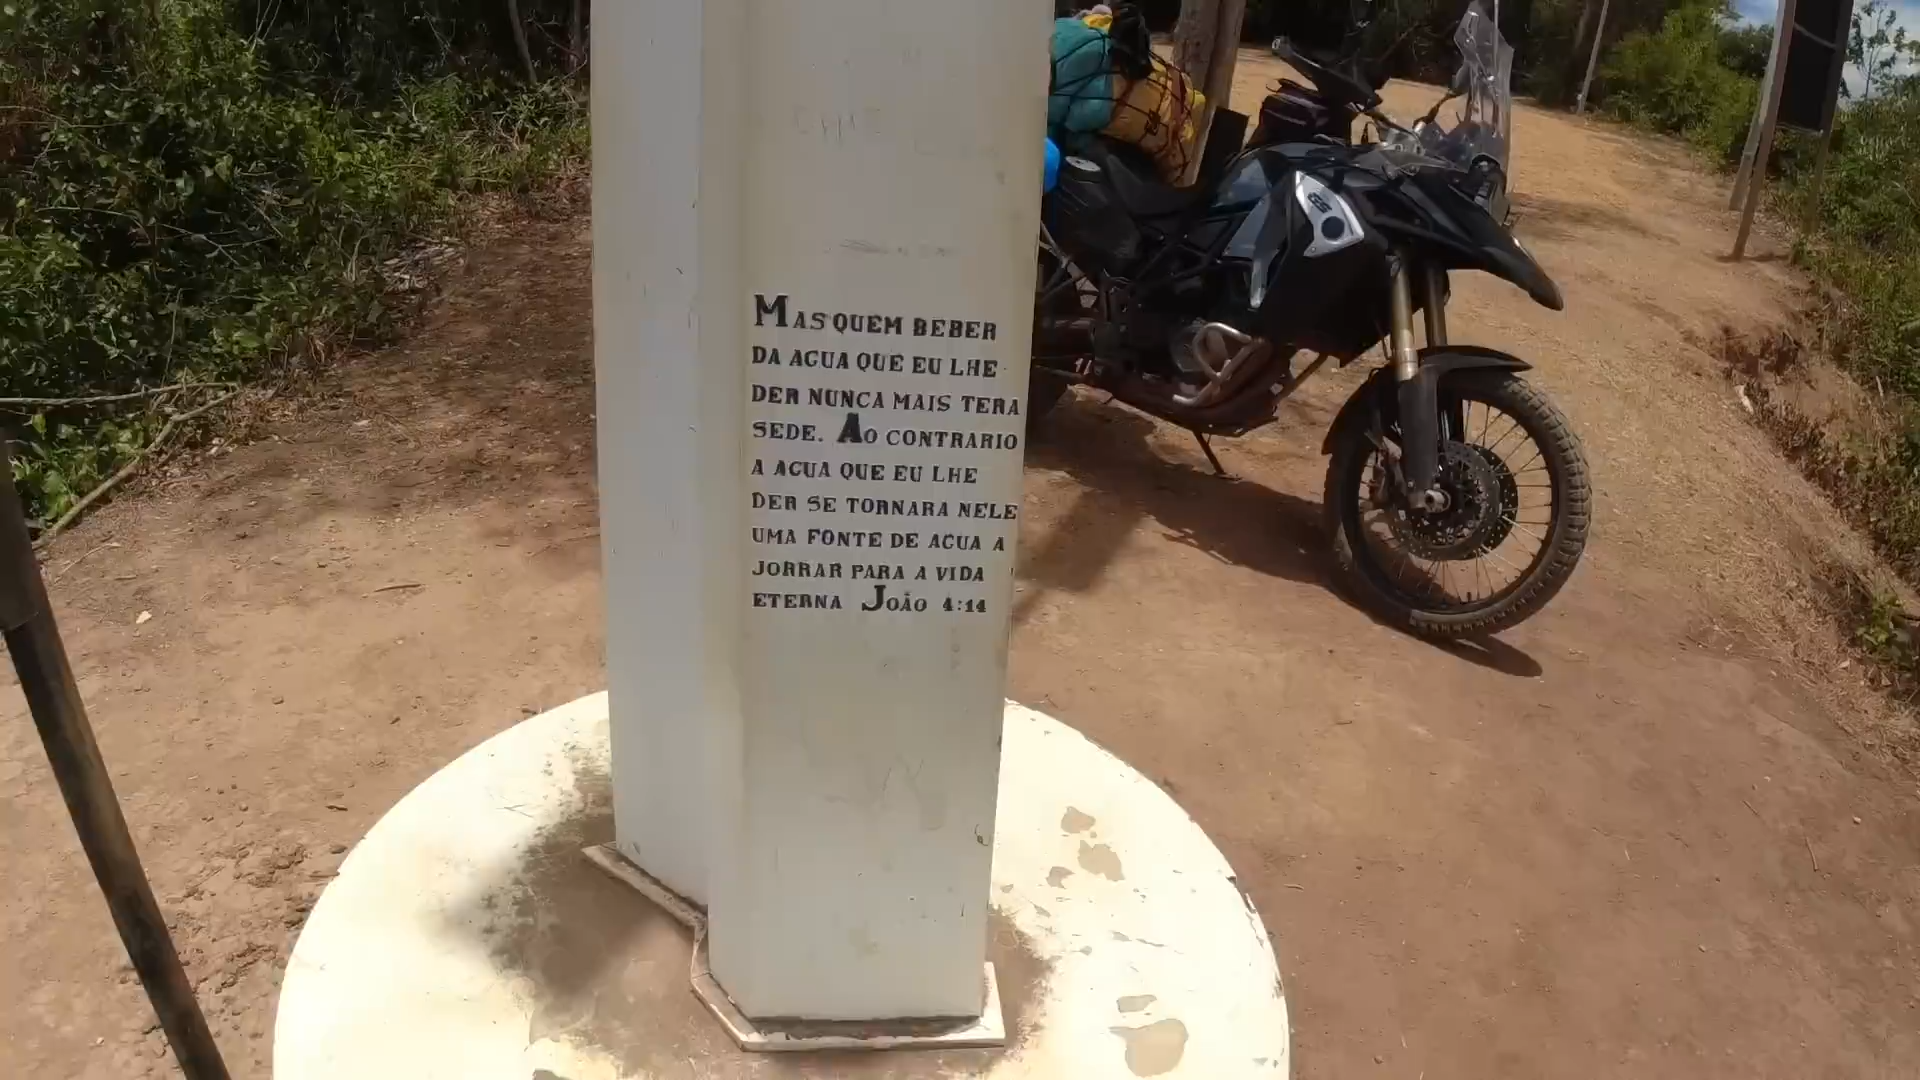 MAS QUEM BEBER
DA AGUA QUE EU LHE
DER NUNCA MAIS TERA
SEDE. AO CONTRARIO
A AGUA QUE EU LHE
DER SE TORNARA NELE
UMA FONTE DE AGUA A
JORRAR PARA A VIDA
ETERNA JOÃO 4:14
GS